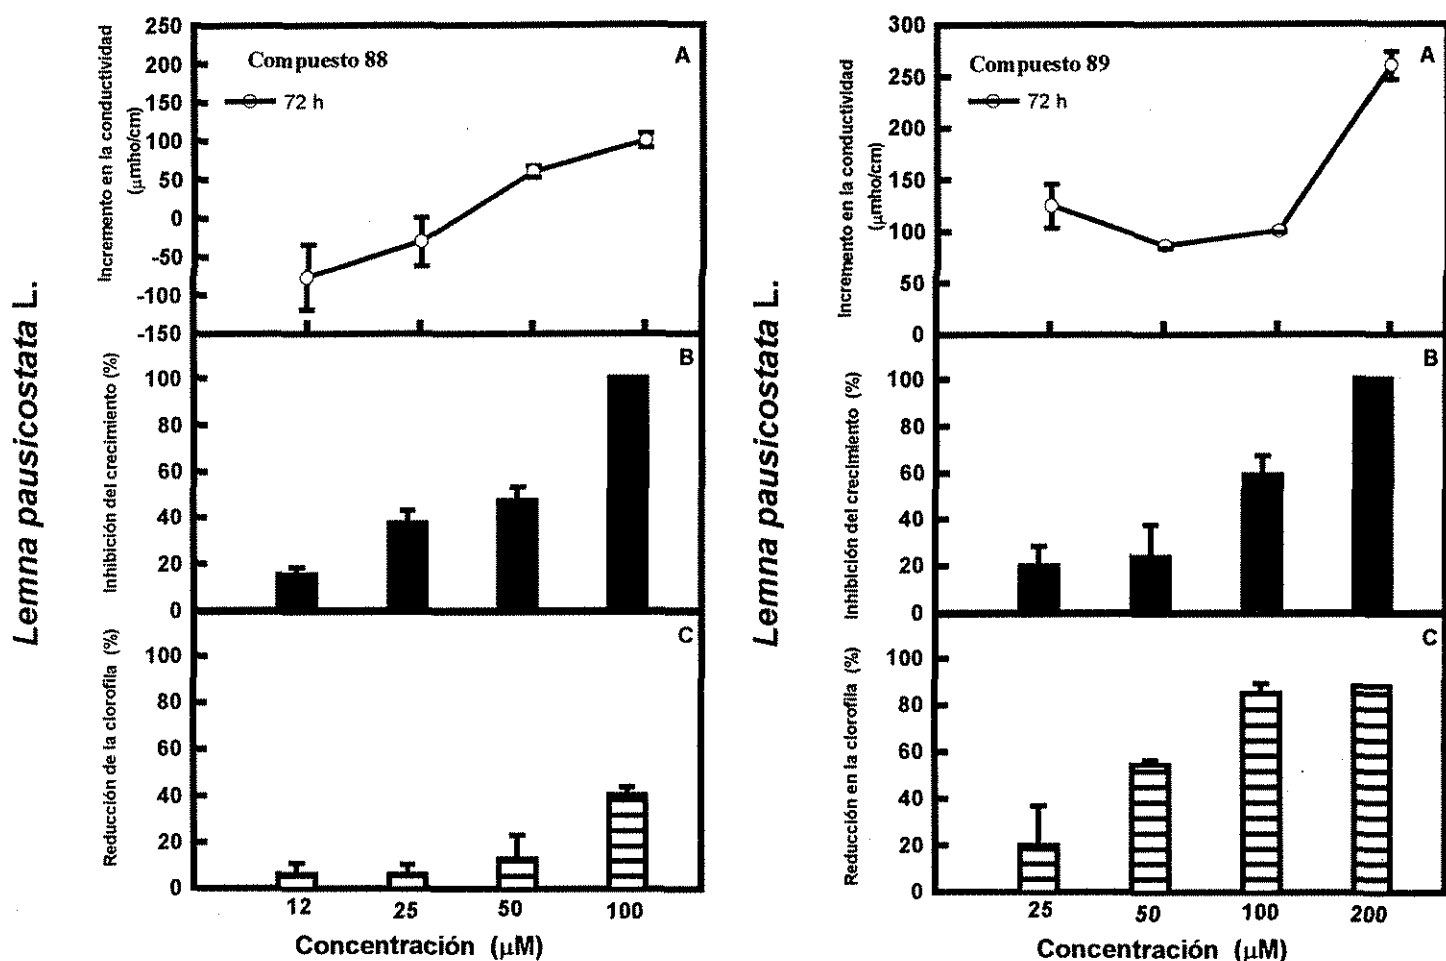 Lemna pausicostata L.
Incremento en la conductividad
(μmho/cm)
250
200
150
100
50
0
-50
-100
-150
Compuesto 88
72 h
A
Inhibición del crecimiento (%)
100
80
60
40
20
0
B
Reducción de la clorofila (%)
100
80
60
40
20
0
C
12 25 50 100
Concentración (μM)
Lemna pausicostata L.
Incremento en la conductividad
(μmho/cm)
300
250
200
150
100
50
0
Compuesto 89
72 h
A
Inhibición del crecimiento (%)
100
80
60
40
20
0
B
Reducción en la clorofila (%)
100
80
60
40
20
0
C
25 50 100 200
Concentración (μM)